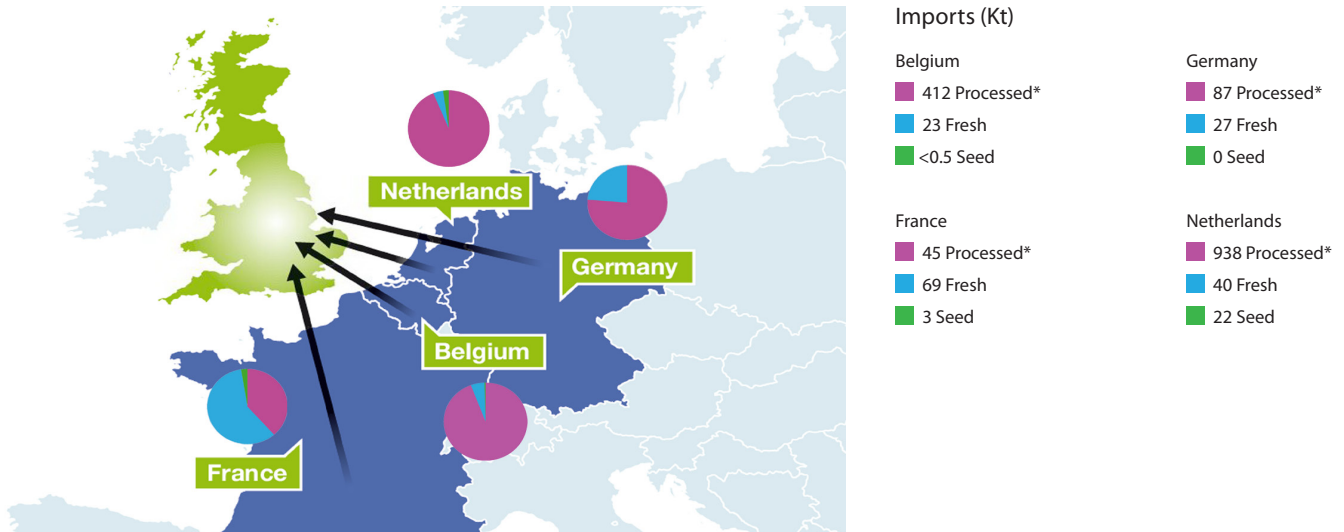 Netherlands
Germany
Belgium
France
Imports (Kt)
Belgium
412 Processed*
23 Fresh
<0.5 Seed
Germany
87 Processed*
27 Fresh
0 Seed
France
45 Processed*
69 Fresh
3 Seed
Netherlands
938 Processed*
40 Fresh
22 Seed